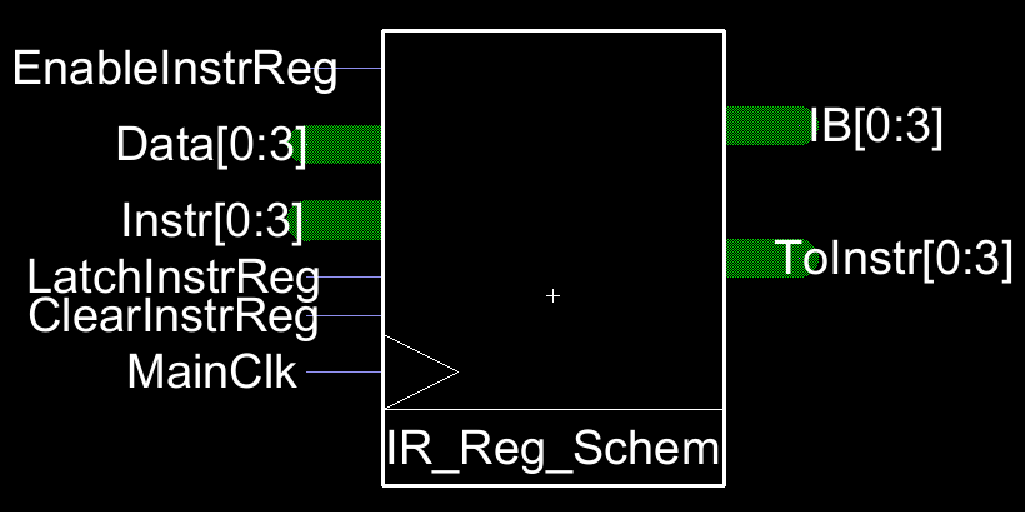 EnableInstrReg
Data[0:3]
Instr[0:3]
LatchInstrReg
ClearInstrReg
MainClk
IB[0:3]
ToInstr[0:3]
IR_Reg_Schem